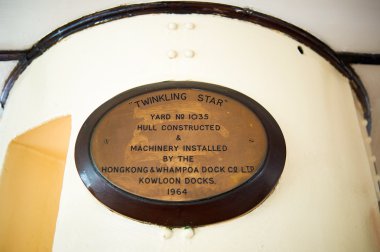 "TWINKLING STAR"
YARD Nº 1035
HULL CONSTRUCTED
&
MACHINERY INSTALLED
BY THE
HONGKONG & WHAMPOA DOCK Cº LTD
KOWLOON DOCKS.
1964